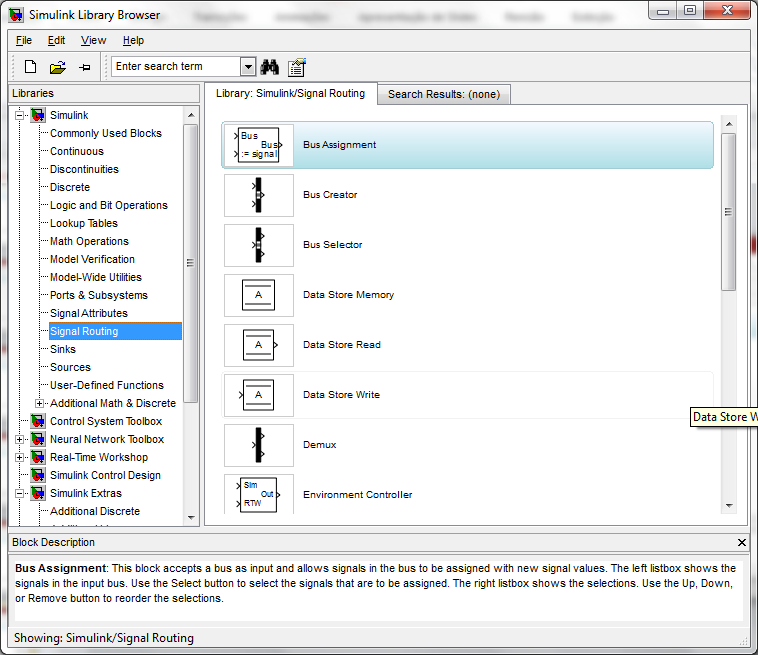 Simulink Library Browser
File Edit View Help
Enter search term
Libraries
Library: Simulink/Signal Routing
Search Results: (none)
Simulink
Commonly Used Blocks
Continuous
Discontinuities
Discrete
Logic and Bit Operations
Lookup Tables
Math Operations
Model Verification
Model-Wide Utilities
Ports & Subsystems
Signal Attributes
Signal Routing
Sinks
Sources
User-Defined Functions
Additional Math & Discrete
Control System Toolbox
Neural Network Toolbox
Real-Time Workshop
Simulink Control Design
Simulink Extras
Additional Discrete
Bus
Bus
:= signal
Bus Assignment
Bus Creator
Bus Selector
A
Data Store Memory
A
Data Store Read
A
Data Store Write
Data Store W
Demux
Sim
Out
RTW
Environment Controller
Block Description
Bus Assignment: This block accepts a bus as input and allows signals in the bus to be assigned with new signal values. The left listbox shows the
signals in the input bus. Use the Select button to select the signals that are to be assigned. The right listbox shows the selections. Use the Up, Down,
or Remove button to reorder the selections.
Showing: Simulink/Signal Routing